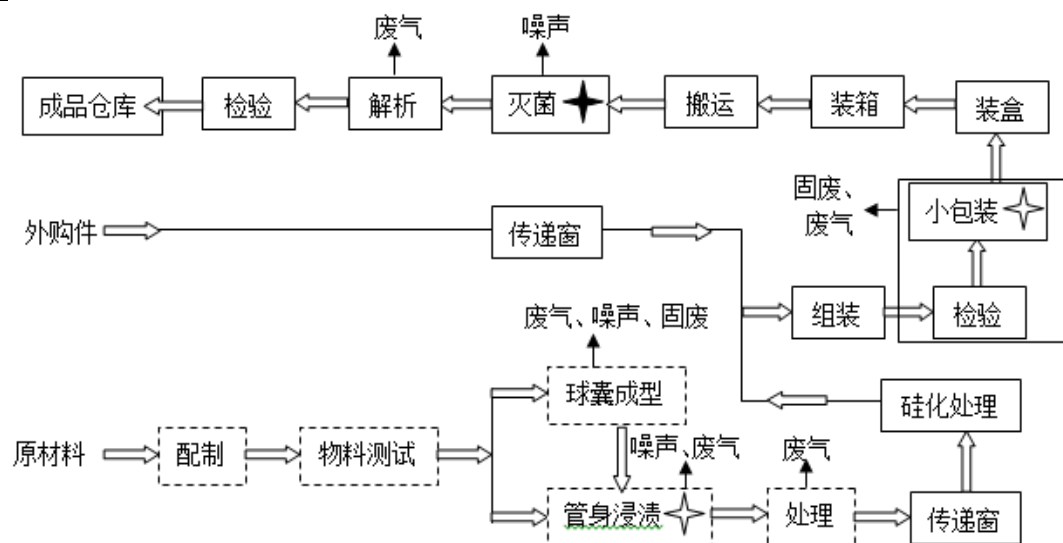 废气
噪声
成品仓库
检验
解析
灭菌
搬运
装箱
装盒
固废、
废气
小包装
外购件
传递窗
组装
检验
废气、噪声、固废
球囊成型
硅化处理
原材料
配制
物料测试
噪声、废气
废气
管身浸渍
处理
传递窗